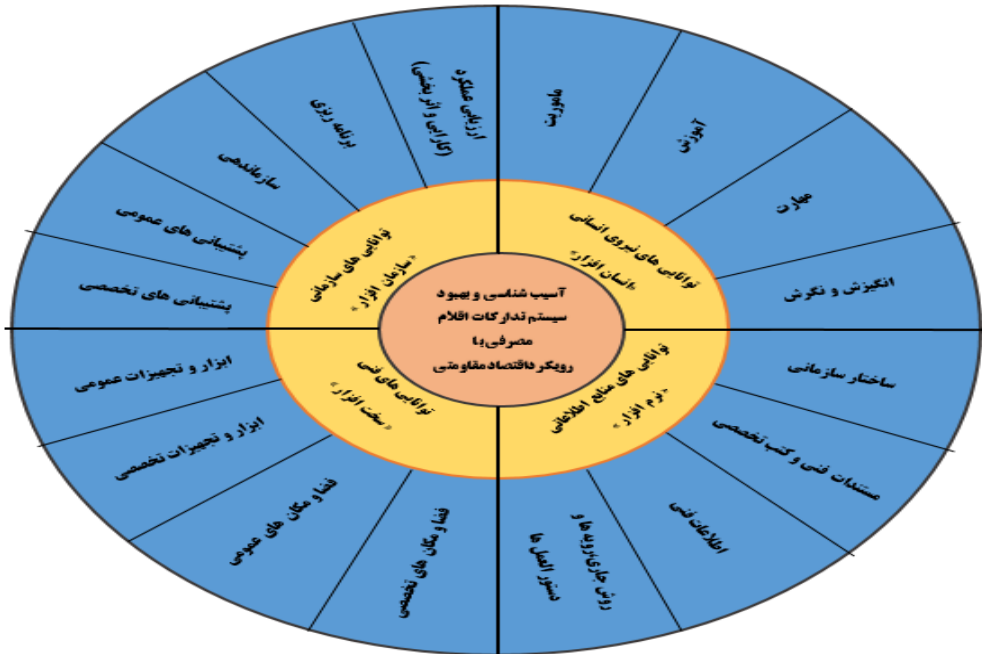 آسیب شناسی و بهبود
سیستم تدارکات اقلام
مصرفی با
رویکرد اقتصاد مقاومتی
توانایی های نیروی انسانی
«انسان افزار»
ماموریت
آموزش
مهارت
انگیزش و نگرش
توانایی های منابع اطلاعاتی
«نرم افزار»
ساختار سازمانی
مستندات فنی و کتب تخصصی
اطلاعات فنی
روش جاری،رویه ها و
دستور العمل ها
توانایی های فنی
«سخت افزار»
فضا و مکان های تخصصی
فضا و مکان های عمومی
ابزار و تجهیزات تخصصی
ابزار و تجهیزات عمومی
توانایی های سازمانی
«سازمان افزار»
پشتیبانی های تخصصی
پشتیبانی های عمومی
سازماندهی
برنامه ریزی
ارزیابی عملکرد
(کارایی و اثر بخشی)